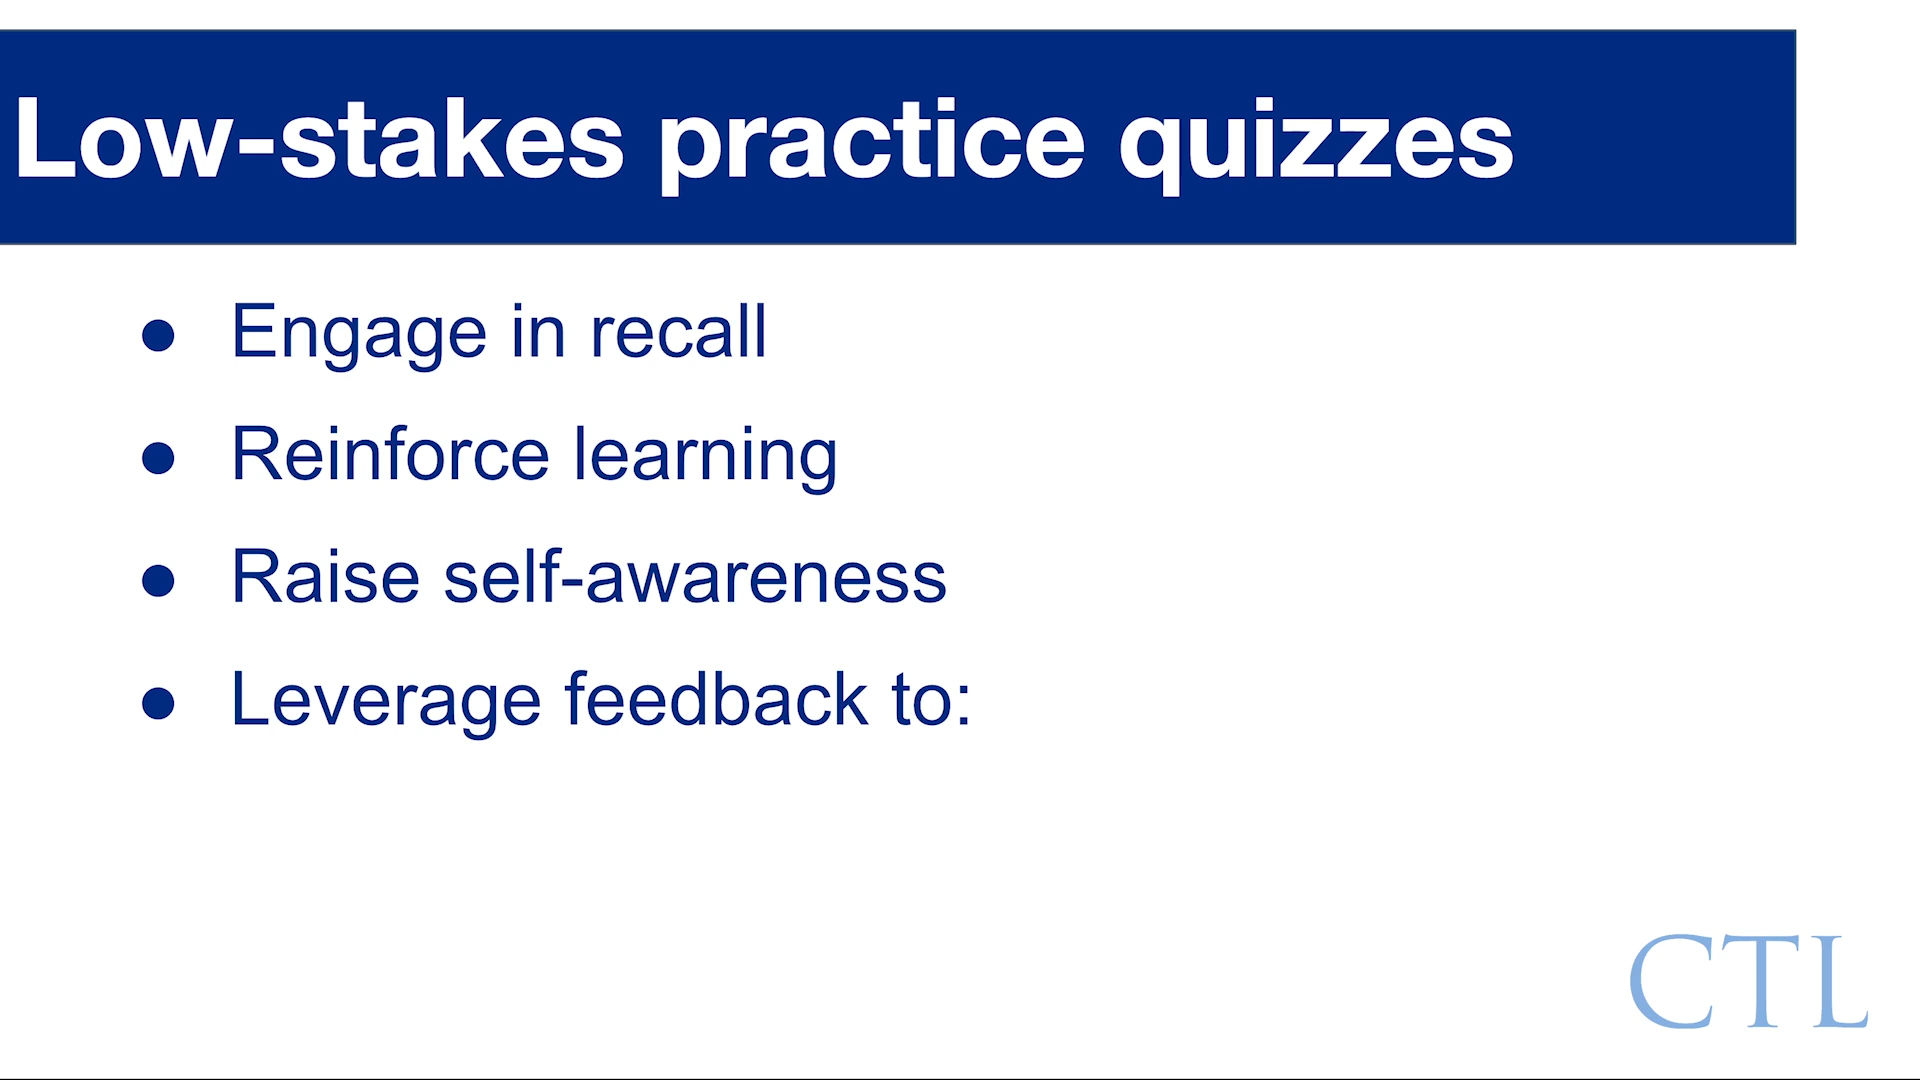 Low-stakes practice quizzes
● Engage in recall
● Reinforce learning
● Raise self-awareness
● Leverage feedback to:
CTL